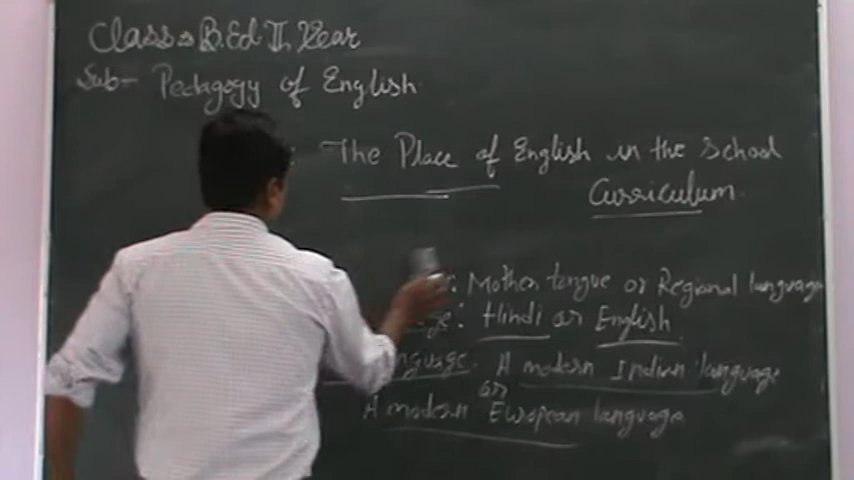 Class:- B.Ed. II Year
Sub:- Pedagogy of English
: The Place of English in the School
Curriculum.
: Mother tongue or Regional language
: Hindi or English
language. A modern Indian language
or
A modern European language